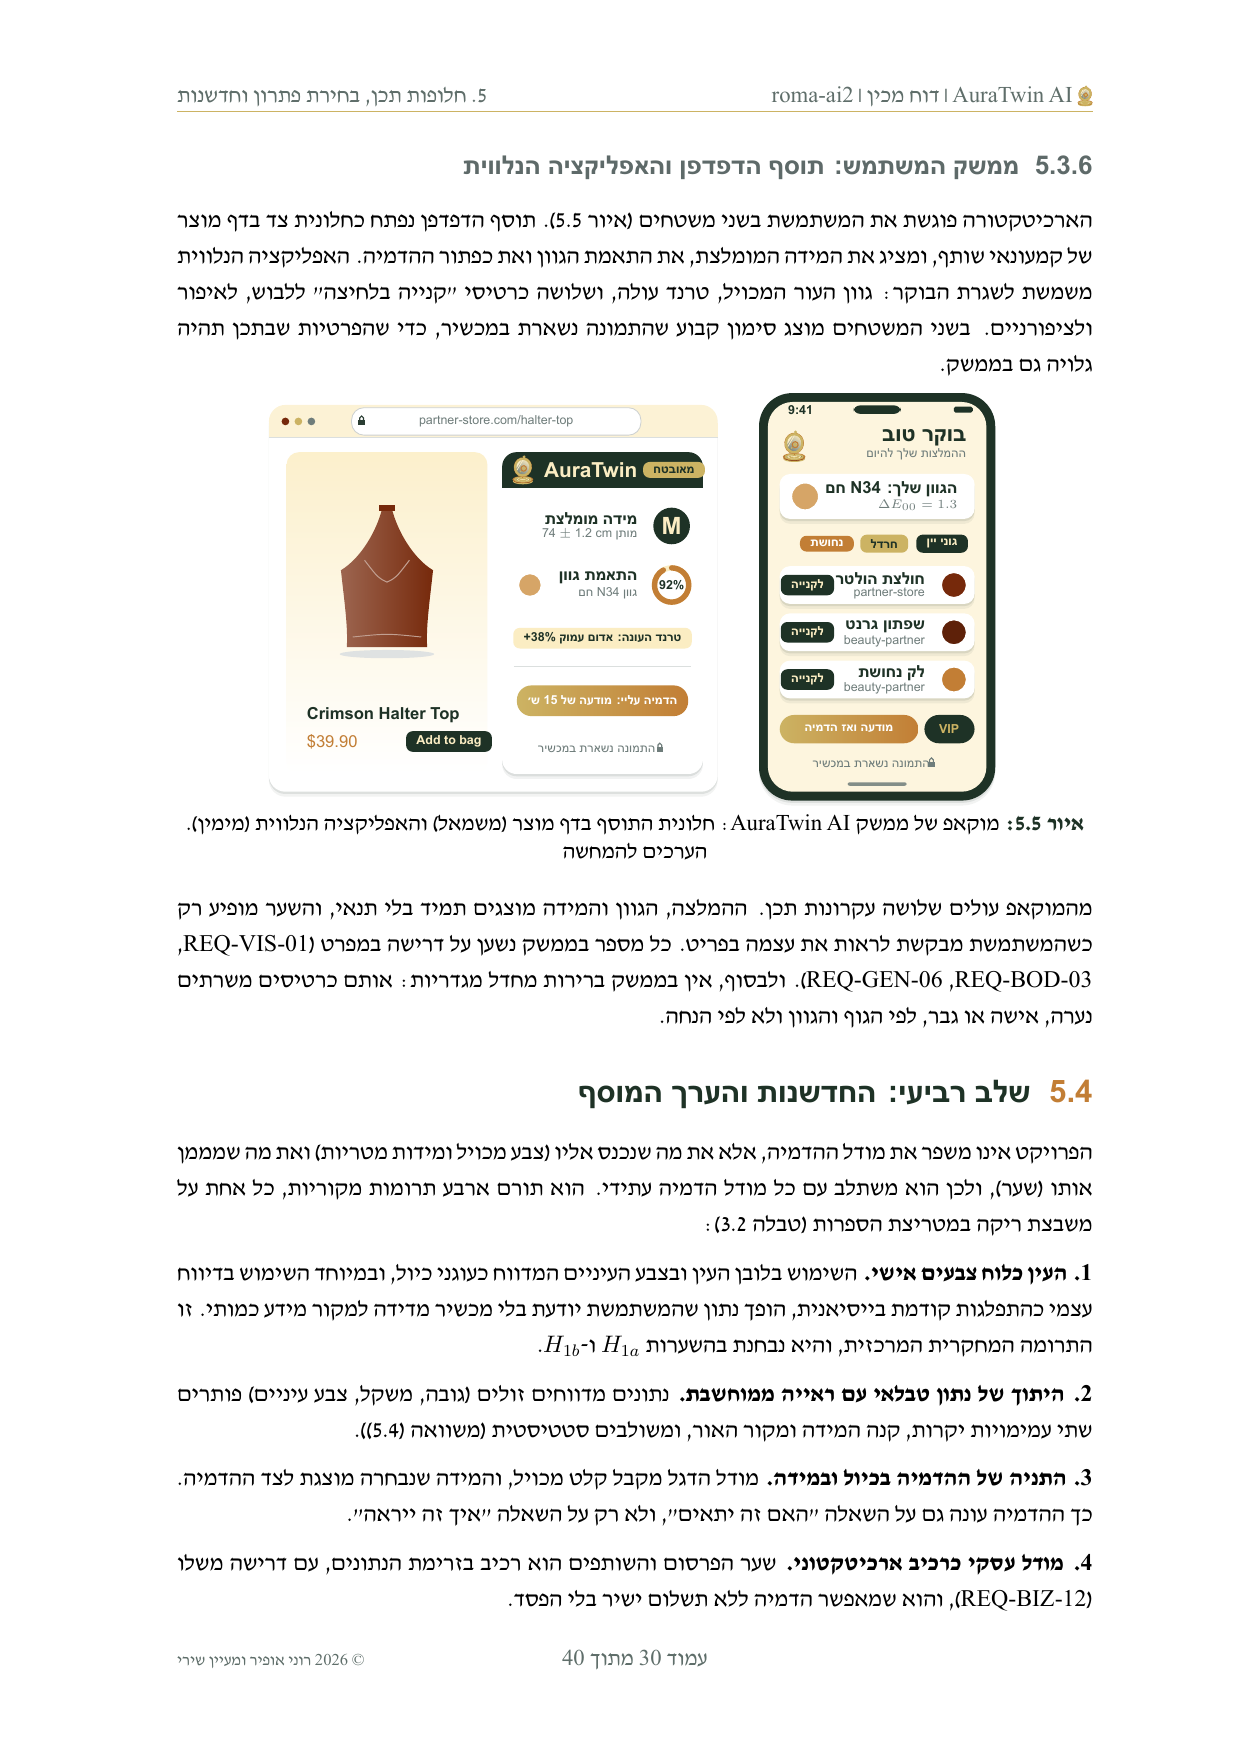 AuraTwin AI | דוח מכין | roma-ai2
5. חלופות תכן, בחירת פתרון וחדשנות
5.3.6 ממשק המשתמש: תוסף הדפדפן והאפליקציה הנלווית
הארכיטקטורה פוגשת את המשתמשת בשני משטחים (איור 5.5). תוסף הדפדפן נפתח כחלונית צד בדף מוצר
של קמעונאי שותף, ומציג את המידה המומלצת, את התאמת הגוון ואת כפתור ההדמיה. האפליקציה הנלווית
משמשת לשגרת הבוקר: גוון העור המכויל, טרנד עולה, ושלושה כרטיסי ״קנייה בלחיצה״ ללבוש, לאיפור
ולציפורניים. בשני המשטחים מוצג סימון קבוע שהתמונה נשארת במכשיר, כדי שהפרטיות שבתכן תהיה
גלויה גם בממשק.
9:41
בוקר טוב
ההמלצות שלך להיום
הגוון שלך: N34 חם
ΔE₀₀ = 1.3
גוני יין
חרדל
נחושת
חולצת הולטר
partner-store
לקנייה
שפתון גרנט
beauty-partner
לקנייה
לק נחושת
beauty-partner
לקנייה
VIP
מודעה ואז הדמיה
התמונה נשארת במכשיר
partner-store.com/halter-top
AuraTwin
מאובטח
M
מידה מומלצת
מותן 74 ± 1.2 cm
92%
התאמת גוון
גוון N34 חם
טרנד העונה: אדום עמוק 38%+
הדמיה עליי: מודעה של 15 ש׳
התמונה נשארת במכשיר
Crimson Halter Top
$39.90
Add to bag
איור 5.5: מוקאפ של ממשק AuraTwin AI: חלונית התוסף בדף מוצר (משמאל) והאפליקציה הנלווית (מימין).
הערכים להמחשה
מהמוקאפ עולים שלושה עקרונות תכן. ההמלצה, הגוון והמידה מוצגים תמיד בלי תנאי, והשער מופיע רק
כשהמשתמשת מבקשת לראות את עצמה בפריט. כל מספר בממשק נשען על דרישה במפרט (REQ-VIS-01,
REQ-BOD-03, REQ-GEN-06). ולבסוף, אין בממשק ברירות מחדל מגדריות: אותם כרטיסים משרתים
נערה, אישה או גבר, לפי הגוף והגוון ולא לפי הנחה.
5.4 שלב רביעי: החדשנות והערך המוסף
הפרויקט אינו משפר את מודל ההדמיה, אלא את מה שנכנס אליו (צבע מכויל ומידות מטריות) ואת מה שמממן
אותו (שער), ולכן הוא משתלב עם כל מודל הדמיה עתידי. הוא תורם ארבע תרומות מקוריות, כל אחת על
משבצת ריקה במטריצת הספרות (טבלה 3.2):
1. העין כלוח צבעים אישי. השימוש בלובן העין ובצבע העיניים המדווח כעוגני כיול, ובמיוחד השימוש בדיווח
עצמי כהתפלגות קודמת בייסיאנית, הופך נתון שהמשתמשת יודעת בלי מכשיר מדידה למקור מידע כמותי. זו
התרומה המחקרית המרכזית, והיא נבחנת בהשערות H₁ₐ ו-H₁b.
2. היתוך של נתון טבלאי עם ראייה ממוחשבת. נתונים מדווחים זולים (גובה, משקל, צבע עיניים) פותרים
שתי עמימויות יקרות, קנה המידה ומקור האור, ומשולבים סטטיסטית (משוואה (5.4)).
3. התניה של ההדמיה בכיול ובמידה. מודל הדגל מקבל קלט מכויל, והמידה שנבחרה מוצגת לצד ההדמיה.
כך ההדמיה עונה גם על השאלה ״האם זה יתאים״, ולא רק על השאלה ״איך זה ייראה״.
4. מודל עסקי כרכיב ארכיטקטוני. שער הפרסום והשותפים הוא רכיב בזרימת הנתונים, עם דרישה משלו
(REQ-BIZ-12), והוא שמאפשר הדמיה ללא תשלום ישיר בלי הפסד.
עמוד 30 מתוך 40
© 2026 רוני אופיר ומעיין שירי